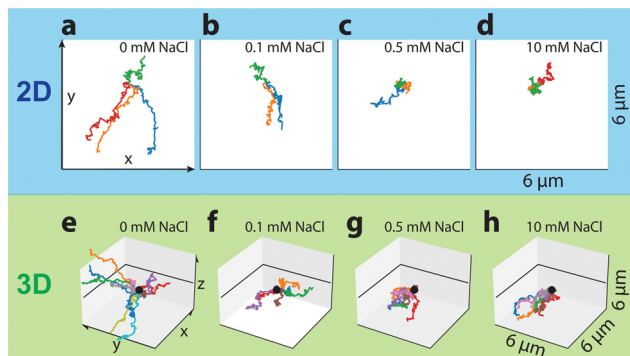 a b c d
0 mM NaCl 0.1 mM NaCl 0.5 mM NaCl 10 mM NaCl
2D
y
x
6 μm
6 μm
e f g h
0 mM NaCl 0.1 mM NaCl 0.5 mM NaCl 10 mM NaCl
3D
z
x
y
6 μm
6 μm
6 μm